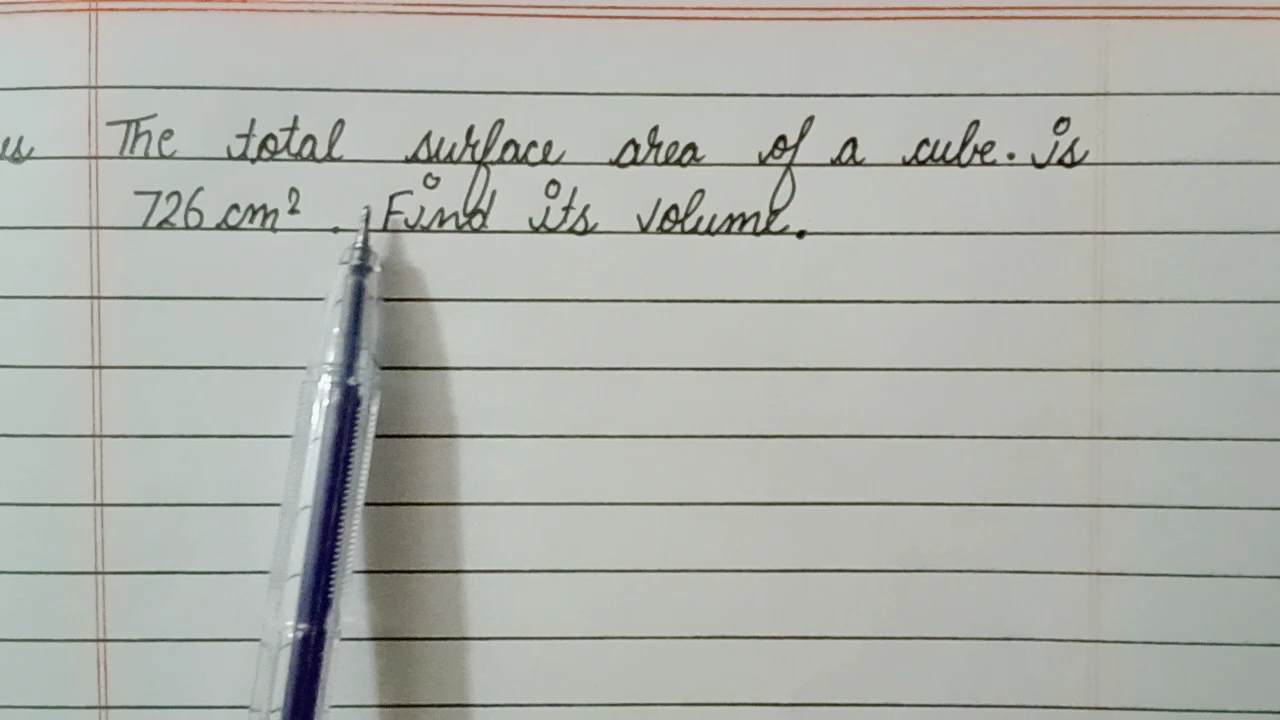 The total surface area of a cube. is
726 cm² . Find its volume.